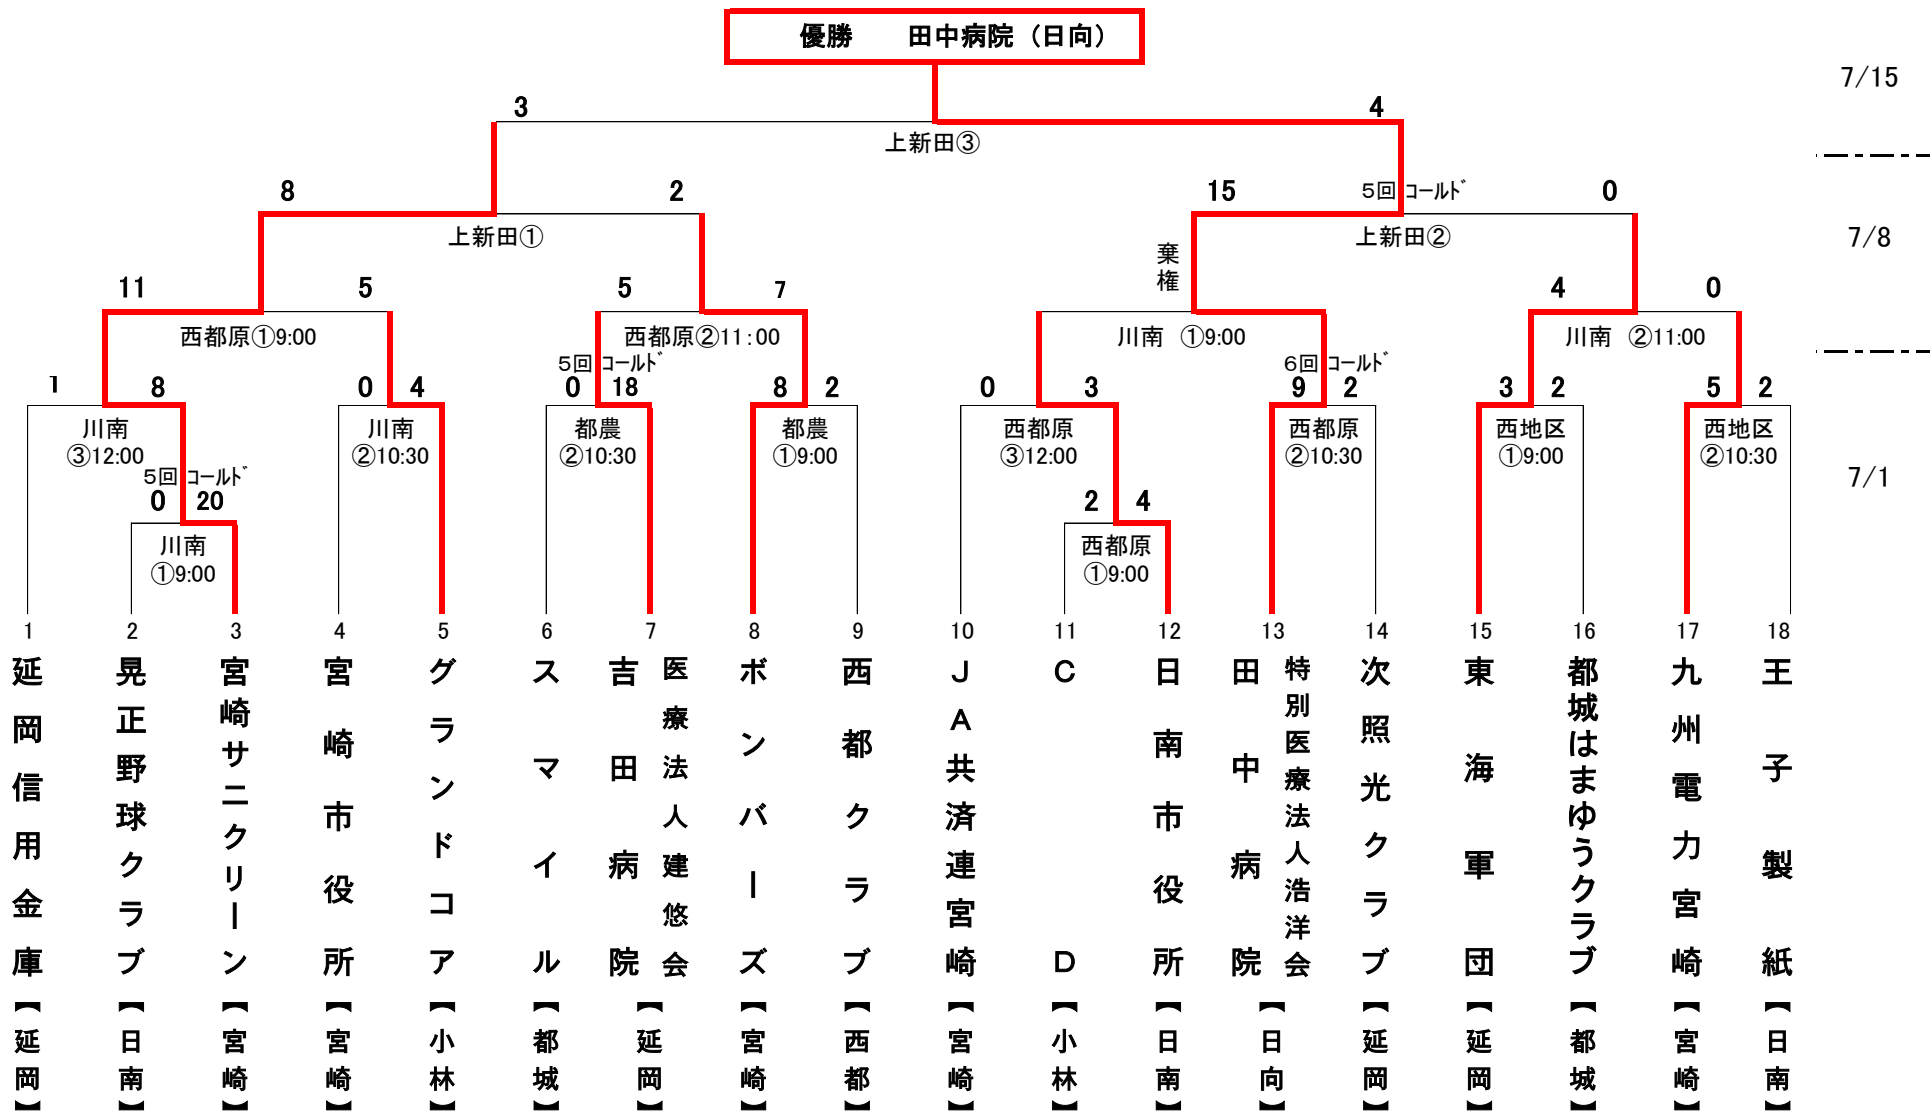 優勝　　田中病院（日向）
7/15
3
4
上新田③
8
2
15
5回 ｺｰﾙﾄﾞ
0
上新田①
上新田②
7/8
棄権
11
5
5
7
4
0
西都原①9:00
西都原②11:00
川南 ①9:00
川南 ②11:00
5回 ｺｰﾙﾄﾞ
6回 ｺｰﾙﾄﾞ
1
8
0
4
0
18
8
2
0
3
9
2
3
2
5
2
川南
③12:00
川南
②10:30
都農
②10:30
都農
①9:00
西都原
③12:00
西都原
②10:30
西地区
①9:00
西地区
②10:30
7/1
5回 ｺｰﾙﾄﾞ
0
20
2
4
川南
①9:00
西都原
①9:00
1
2
3
4
5
6
7
8
9
10
11
12
13
14
15
16
17
18
延岡信用金庫
晃正野球クラブ
宮崎サニクリーン
宮崎市役所
グランドコア
スマイル
医療法人建悠会
吉田病院
ボンバーズ
西都クラブ
ＪＡ共済連宮崎
ＣＤ
日南市役所
特別医療法人浩洋会
田中病院
次照光クラブ
東海軍団
都城はまゆうクラブ
九州電力宮崎
王子製紙
【延岡】
【日南】
【宮崎】
【宮崎】
【小林】
【都城】
【延岡】
【宮崎】
【西都】
【宮崎】
【小林】
【日南】
【日向】
【延岡】
【延岡】
【都城】
【宮崎】
【日南】